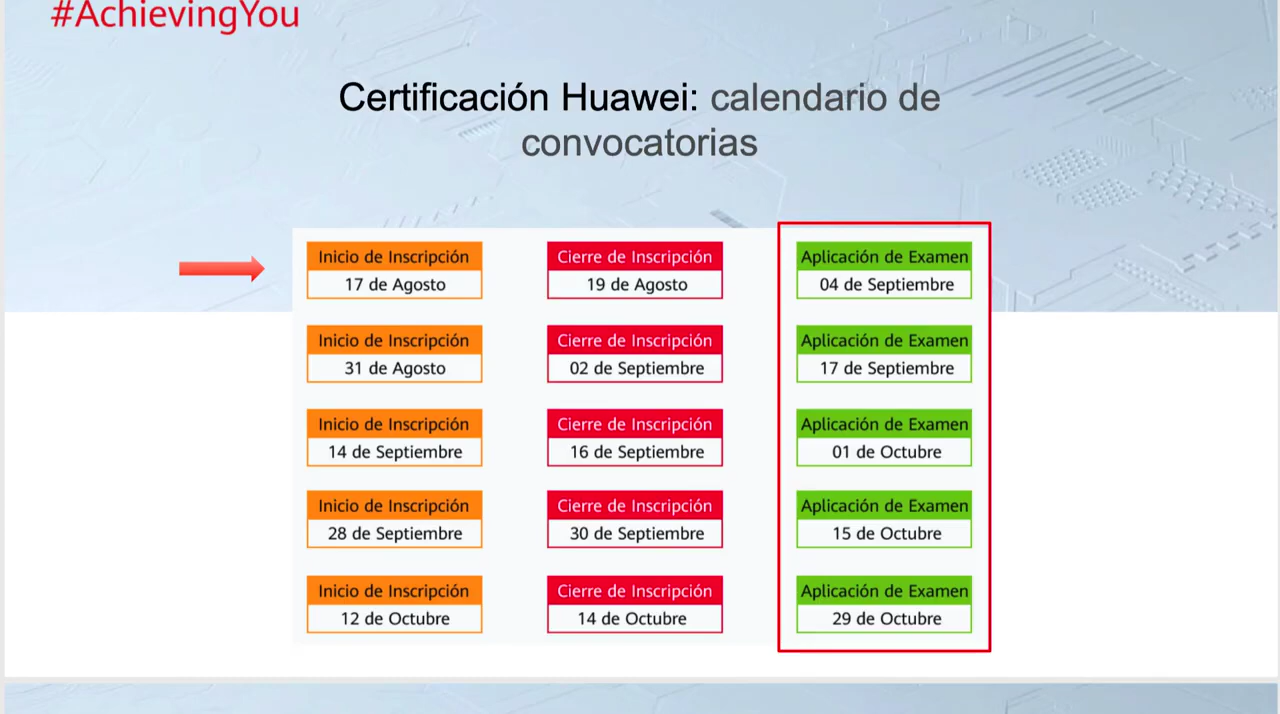 #AchievingYou
Certificación Huawei: calendario de
convocatorias
Inicio de Inscripción
17 de Agosto
Cierre de Inscripción
19 de Agosto
Aplicación de Examen
04 de Septiembre
Inicio de Inscripción
31 de Agosto
Cierre de Inscripción
02 de Septiembre
Aplicación de Examen
17 de Septiembre
Inicio de Inscripción
14 de Septiembre
Cierre de Inscripción
16 de Septiembre
Aplicación de Examen
01 de Octubre
Inicio de Inscripción
28 de Septiembre
Cierre de Inscripción
30 de Septiembre
Aplicación de Examen
15 de Octubre
Inicio de Inscripción
12 de Octubre
Cierre de Inscripción
14 de Octubre
Aplicación de Examen
29 de Octubre